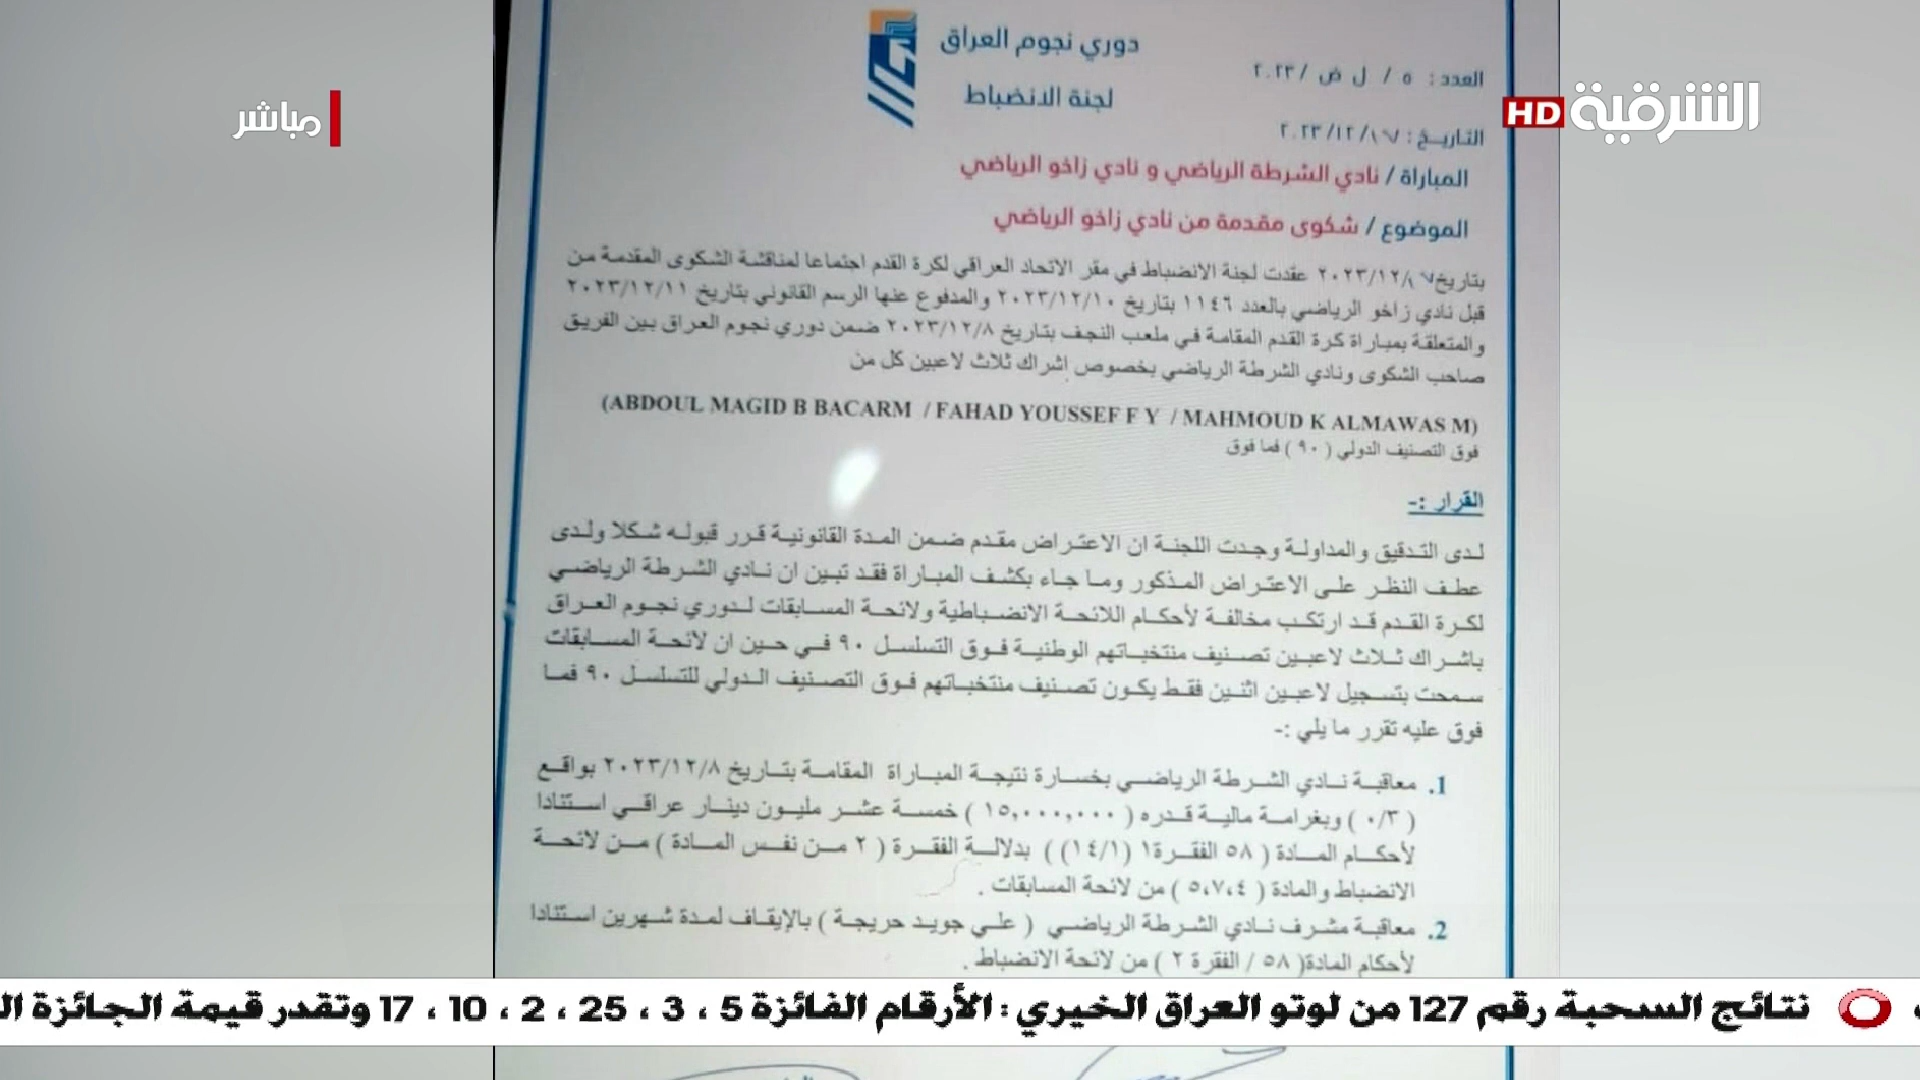 دوري نجوم العراق
لجنة الانضباط
العدد : ٥ / ل ض / ٢٠٢٣
التاريخ : ١٧/١٢/٢٠٢٣
الشرقية HD
مباشر
المباراة / نادي الشرطة الرياضي و نادي زاخو الرياضي
الموضوع / شكوى مقدمة من نادي زاخو الرياضي
بتاريخ ٢٠٢٣/١٢/١٧ عقدت لجنة الانضباط في مقر الاتحاد العراقي لكرة القدم اجتماعا لمناقشة الشكوى المقدمة من
قبل نادي زاخو الرياضي بالعدد ١١٤٦ بتاريخ ٢٠٢٣/١٢/١٠ والمدفوع عنها الرسم القانوني بتاريخ ٢٠٢٣/١٢/١١
والمتعلقة بمباراة كرة القدم المقامة في ملعب النجف بتاريخ ٢٠٢٣/١٢/٨ ضمن دوري نجوم العراق بين الفريق
صاحب الشكوى ونادي الشرطة الرياضي بخصوص إشراك ثلاث لاعبين كل من
(ABDOUL MAGID B BACARM / FAHAD YOUSSEF F Y / MAHMOUD K ALMAWAS M)
فوق التصنيف الدولي ( ٩٠ ) فما فوق
القرار :-
لدى التدقيق والمداولة وجدت اللجنة ان الاعتراض مقدم ضمن المدة القانونية قرر قبوله شكلا ولدى
عطف النظر على الاعتراض المذكور وما جاء بكشف المباراة فقد تبين ان نادي الشرطة الرياضي
لكرة القدم قد ارتكب مخالفة لأحكام اللائحة الانضباطية ولائحة المسابقات لدوري نجوم العراق
باشراك ثلاث لاعبين تصنيف منتخباتهم الوطنية فوق التسلسل ٩٠ في حين ان لائحة المسابقات
سمحت بتسجيل لاعبين اثنين فقط يكون تصنيف منتخباتهم فوق التصنيف الدولي للتسلسل ٩٠ فما
فوق عليه تقرر ما يلي :-
1. معاقبة نادي الشرطة الرياضي بخسارة نتيجة المباراة المقامة بتاريخ ٢٠٢٣/١٢/٨ بواقع
( ٠/٣ ) وبغرامة مالية قدره ( ١٥,٠٠٠,٠٠٠ ) خمسة عشر مليون دينار عراقي استنادا
لأحكام المادة ( ٥٨ الفقرة١ (١٤/١) ) بدلالة الفقرة ( ٢ من نفس المادة ) من لائحة
الانضباط والمادة ( ٥،٧،٤ ) من لائحة المسابقات .
2. معاقبة مشرف نادي الشرطة الرياضي ( علي جويد حريجة ) بالإيقاف لمدة شهرين استنادا
لأحكام المادة( ٥٨ / الفقرة ٢ ) من لائحة الانضباط .
نتائج السحبة رقم 127 من لوتو العراق الخيري : الأرقام الفائزة 5 ، 3 ، 25 ، 2 ، 10 ، 17 وتقدر قيمة الجائزة ال